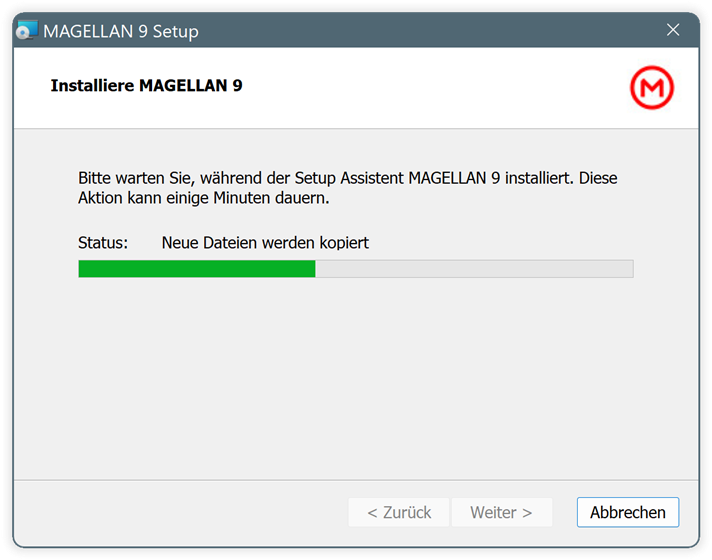 MAGELLAN 9 Setup
Installiere MAGELLAN 9
M
Bitte warten Sie, während der Setup Assistent MAGELLAN 9 installiert. Diese
Aktion kann einige Minuten dauern.
Status: Neue Dateien werden kopiert
< Zurück Weiter > Abbrechen